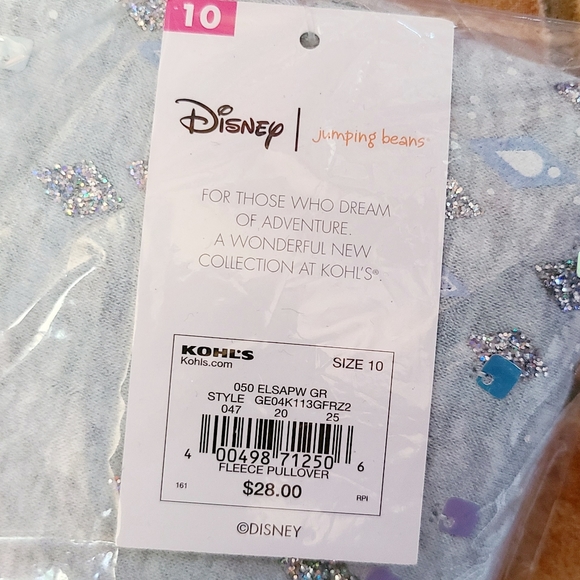 10
Disney | jumping beans
FOR THOSE WHO DREAM
OF ADVENTURE.
A WONDERFUL NEW
COLLECTION AT KOHL'S®.
KOHL'S
Kohls.com
SIZE 10
050 ELSAPW GR
STYLE GE04K113GFRZ2
047 20 25
4 00498 71250 6
FLEECE PULLOVER
$28.00
161
RPI
©DISNEY